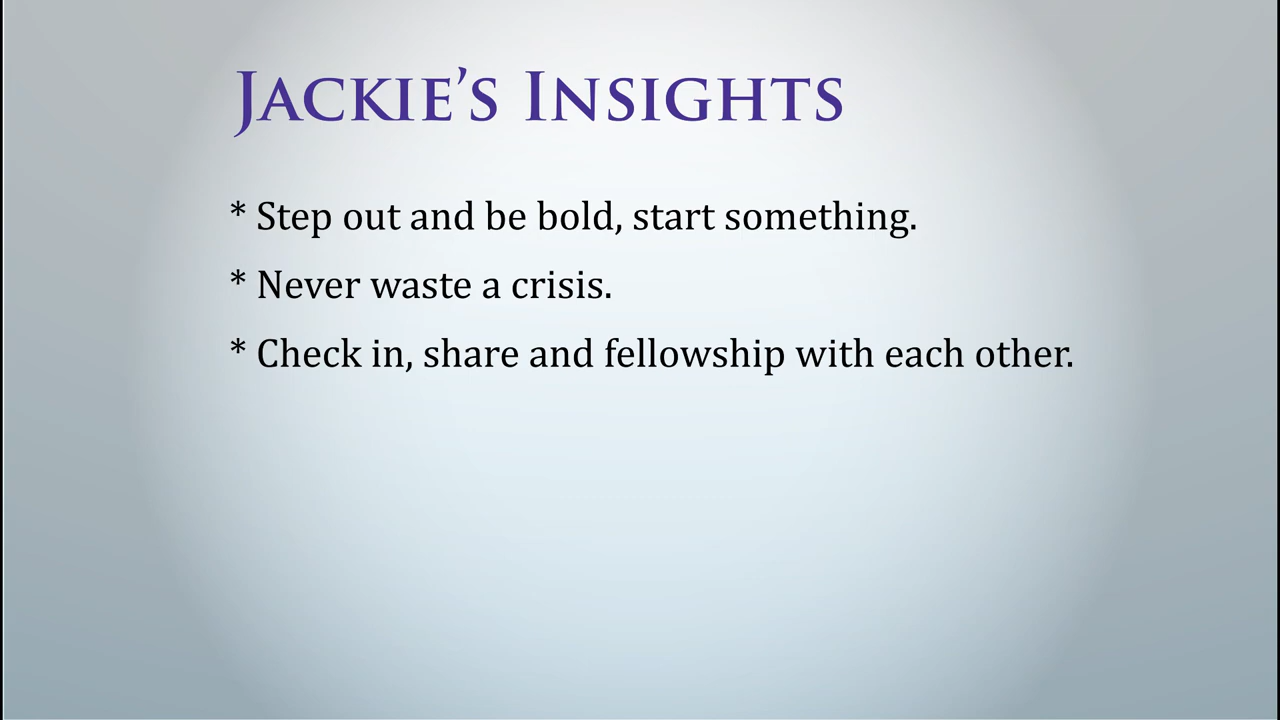 Jackie’s Insights
* Step out and be bold, start something.
* Never waste a crisis.
* Check in, share and fellowship with each other.